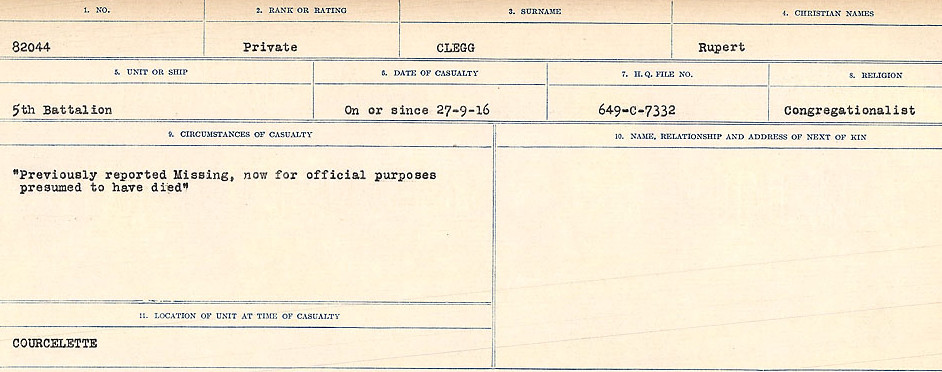 1. NO.
2. RANK OR RATING
3. SURNAME
4. CHRISTIAN NAMES
82044
Private
CLEGG
Rupert
5. UNIT OR SHIP
6. DATE OF CASUALTY
7. H.Q. FILE NO.
8. RELIGION
5th Battalion
On or since 27-9-16
649-C-7332
Congregationalist
9. CIRCUMSTANCES OF CASUALTY
10. NAME, RELATIONSHIP AND ADDRESS OF NEXT OF KIN
"Previously reported Missing, now for official purposes
presumed to have died"
11. LOCATION OF UNIT AT TIME OF CASUALTY
COURCELETTE